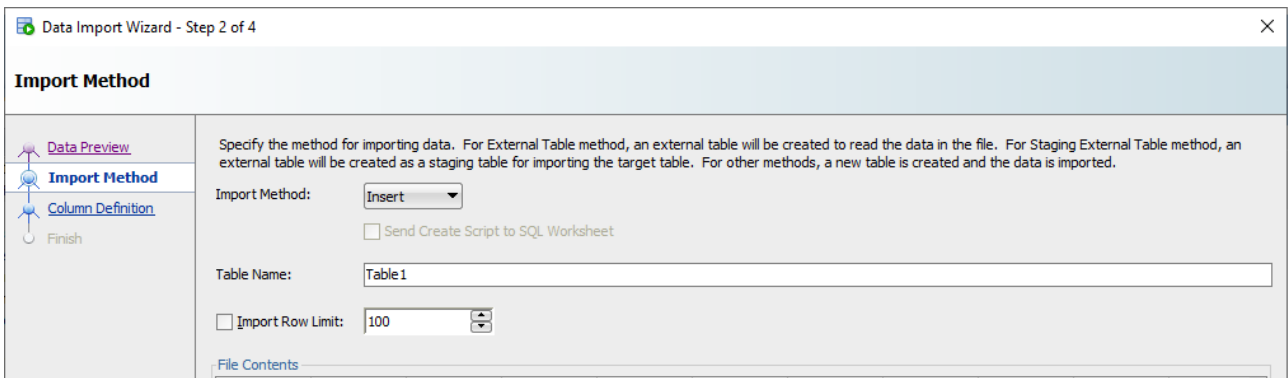 Data Import Wizard - Step 2 of 4
Import Method
Data Preview
Import Method
Column Definition
Finish
Specify the method for importing data. For External Table method, an external table will be created to read the data in the file. For Staging External Table method, an
external table will be created as a staging table for importing the target table. For other methods, a new table is created and the data is imported.
Import Method: Insert
Send Create Script to SQL Worksheet
Table Name: Table1
Import Row Limit: 100
File Contents